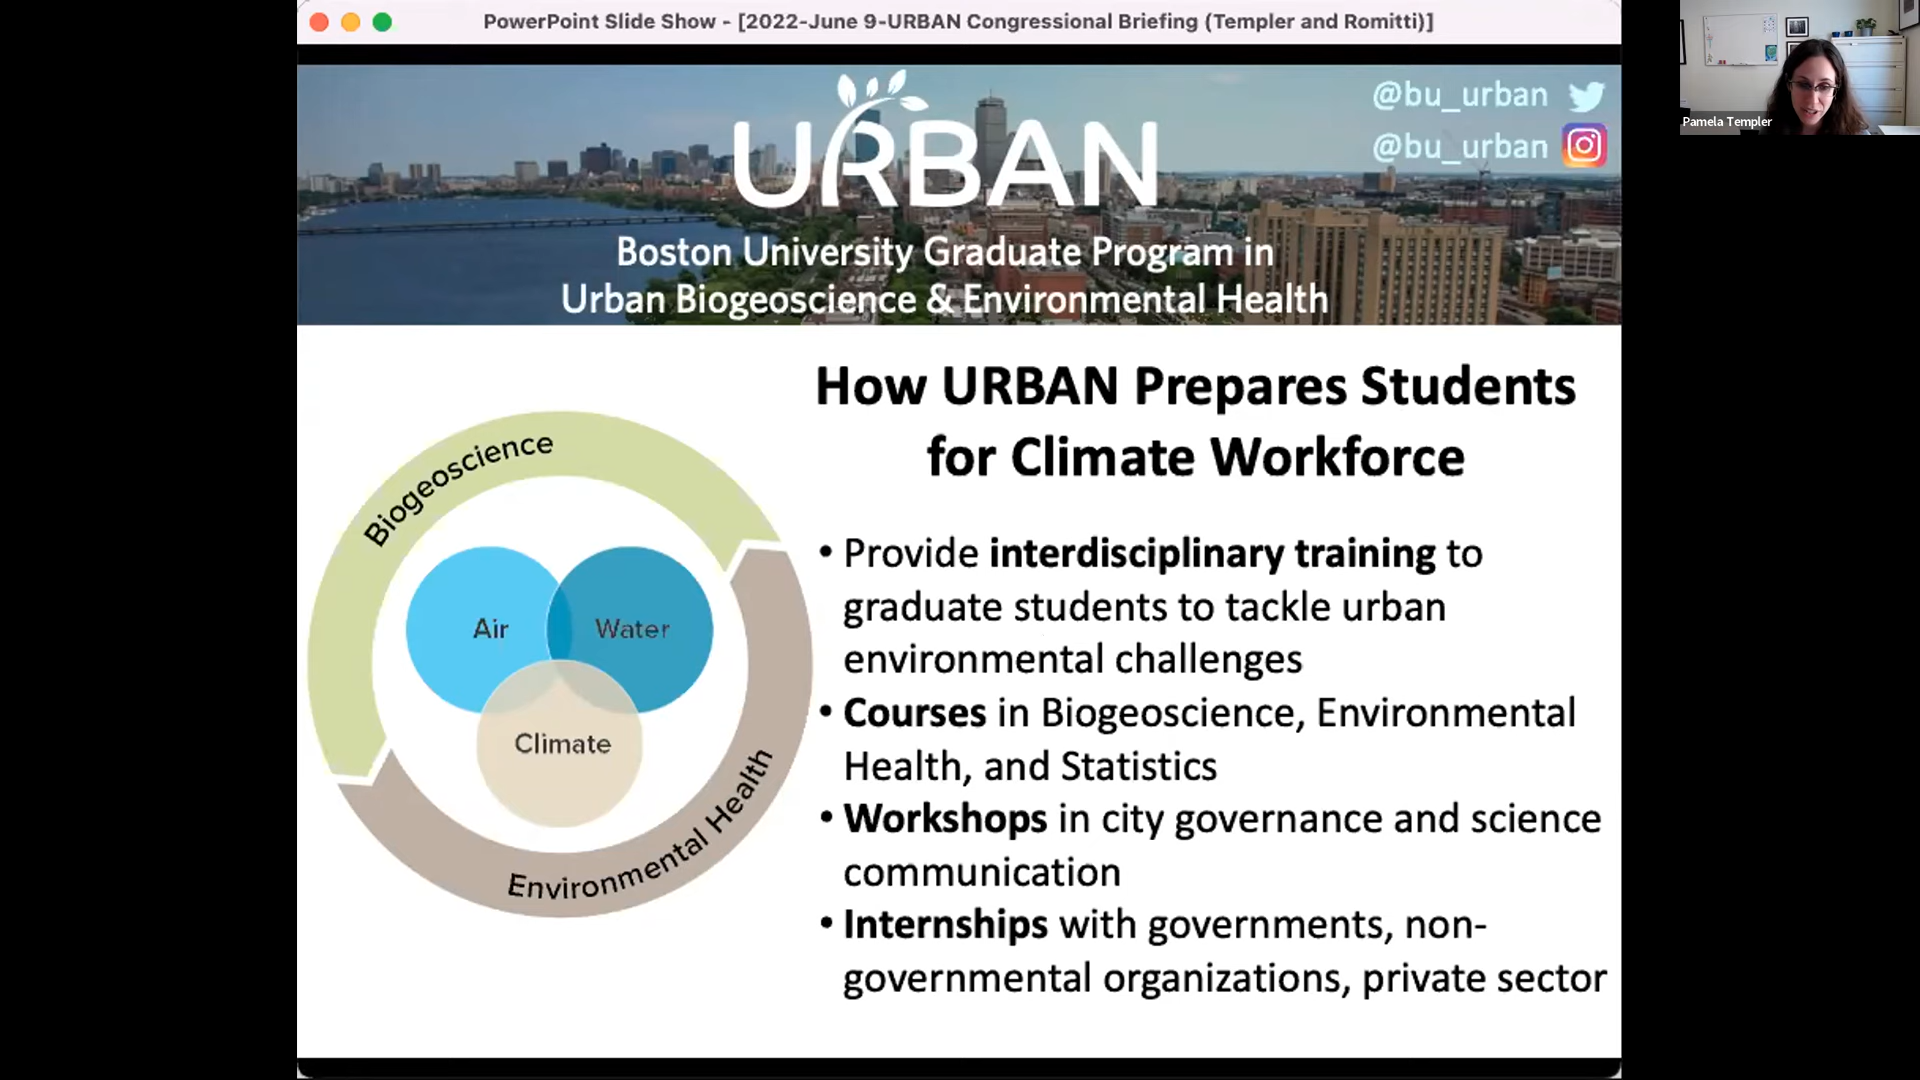 PowerPoint Slide Show - [2022-June 9-URBAN Congressional Briefing (Templer and Romitti)]
@bu_urban
@bu_urban
URBAN
Boston University Graduate Program in
Urban Biogeoscience & Environmental Health
Pamela Templer
How URBAN Prepares Students
for Climate Workforce
Biogeoscience
Air
Water
Climate
Environmental Health
• Provide interdisciplinary training to
graduate students to tackle urban
environmental challenges
• Courses in Biogeoscience, Environmental
Health, and Statistics
• Workshops in city governance and science
communication
• Internships with governments, non-
governmental organizations, private sector